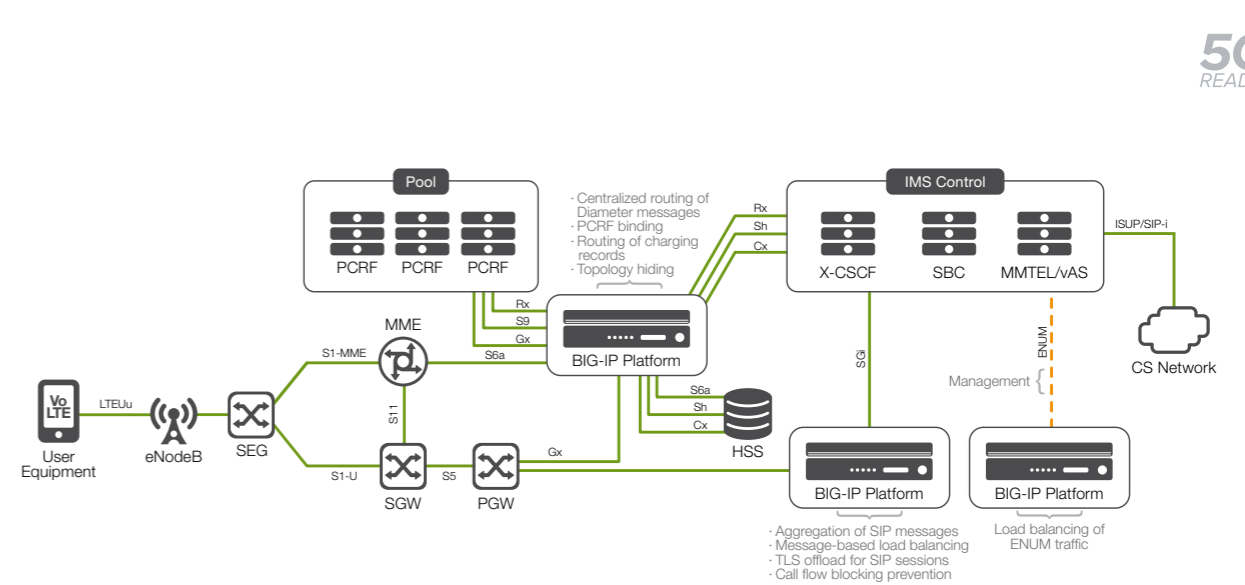 5G
READ
Pool
PCRF
PCRF
PCRF
· Centralized routing of
Diameter messages
· PCRF binding
· Routing of charging
records
· Topology hiding
IMS Control
X-CSCF
SBC
MMTEL/vAS
Rx
Sh
Cx
ISUP/SIP-i
CS Network
Rx
S9
Gx
BIG-IP Platform
MME
S1-MME
S6a
S11
Vo
LTE
User
Equipment
LTEUu
eNodeB
SEG
S1-U
SGW
S5
PGW
Gx
S6a
Sh
Cx
HSS
SGi
ENUM
Management
BIG-IP Platform
· Aggregation of SIP messages
· Message-based load balancing
· TLS offload for SIP sessions
· Call flow blocking prevention
BIG-IP Platform
Load balancing of
ENUM traffic